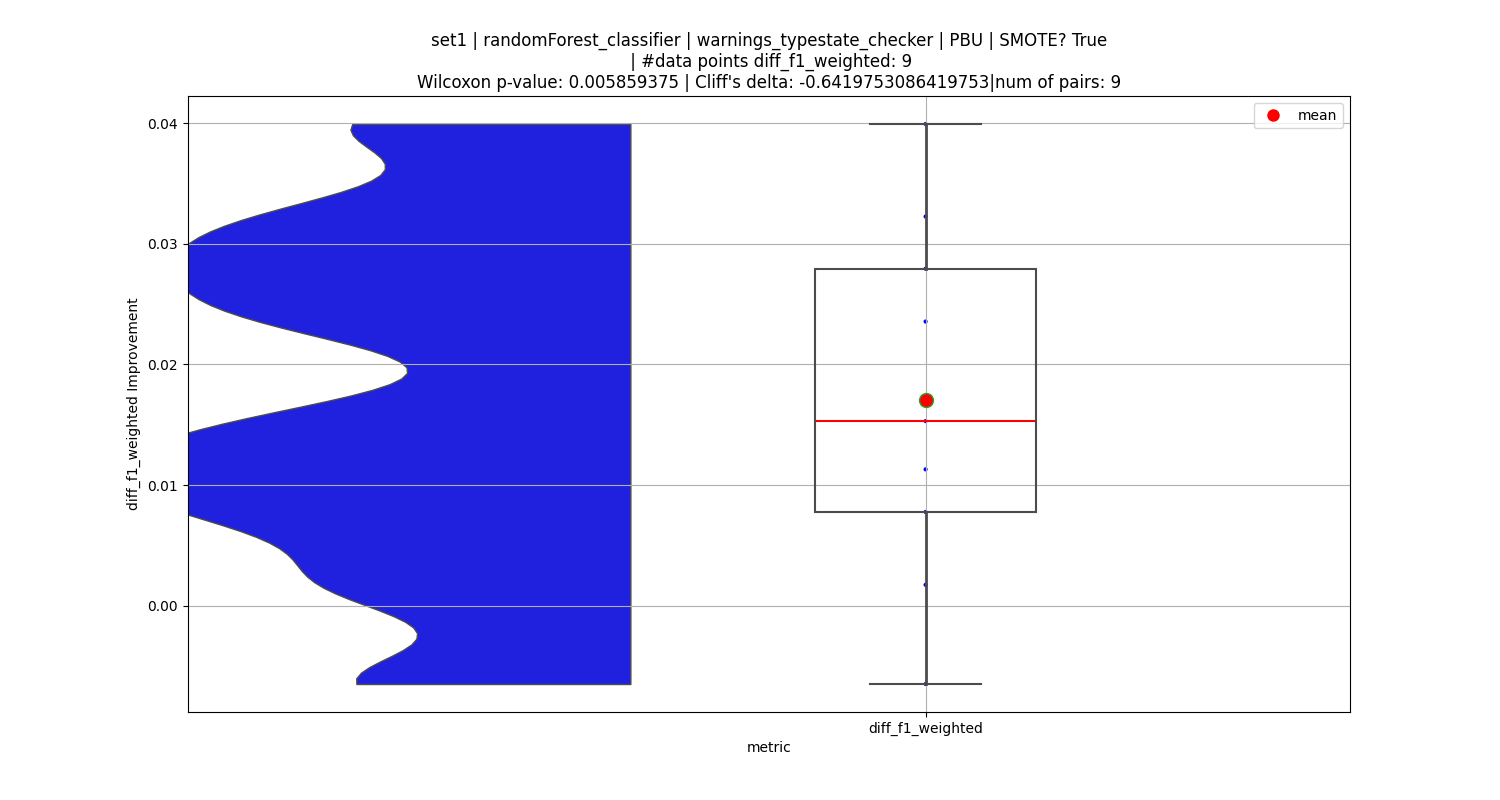 set1 | randomForest_classifier | warnings_typestate_checker | PBU | SMOTE? True
| #data points diff_f1_weighted: 9
Wilcoxon p-value: 0.005859375 | Cliff's delta: -0.6419753086419753|num of pairs: 9
mean
0.04
0.03
0.02
0.01
0.00
diff_f1_weighted Improvement
diff_f1_weighted
metric